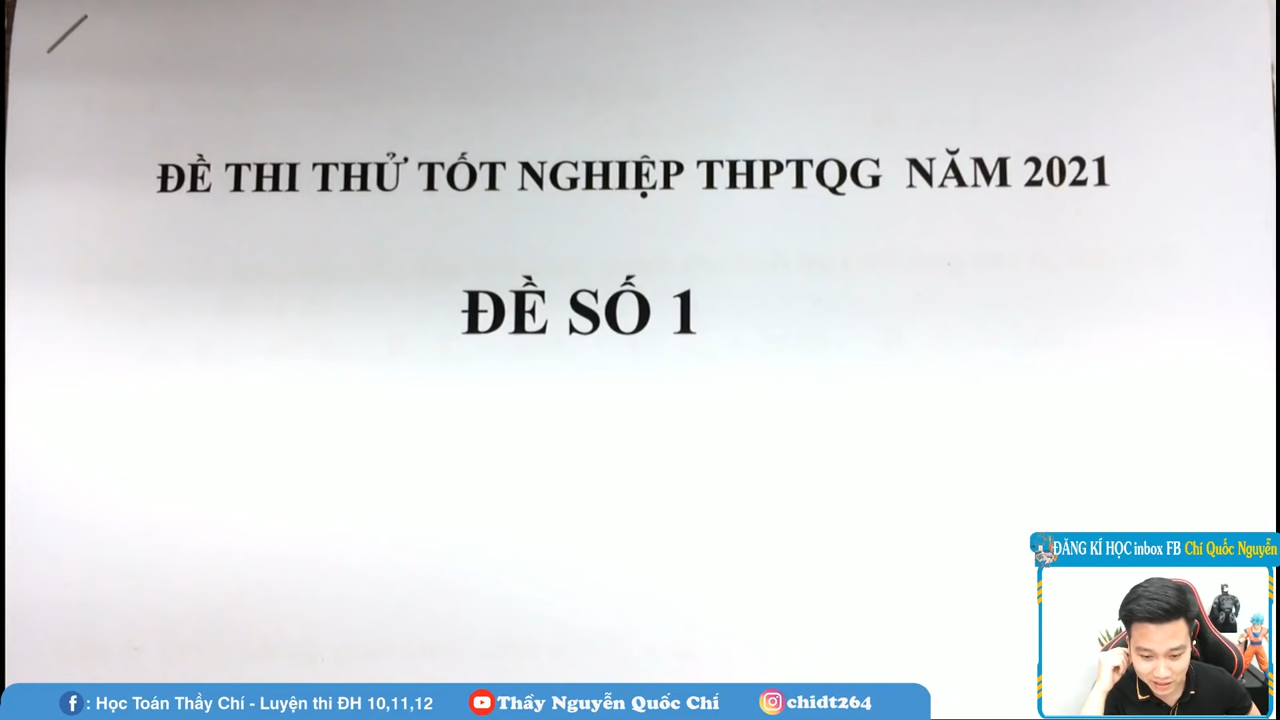 ĐỀ THI THỬ TỐT NGHIỆP THPTQG NĂM 2021
ĐỀ SỐ 1
ĐĂNG KÍ HỌC inbox FB Chí Quốc Nguyễn
: Học Toán Thầy Chí - Luyện thi ĐH 10,11,12
Thầy Nguyễn Quốc Chí
chidt264